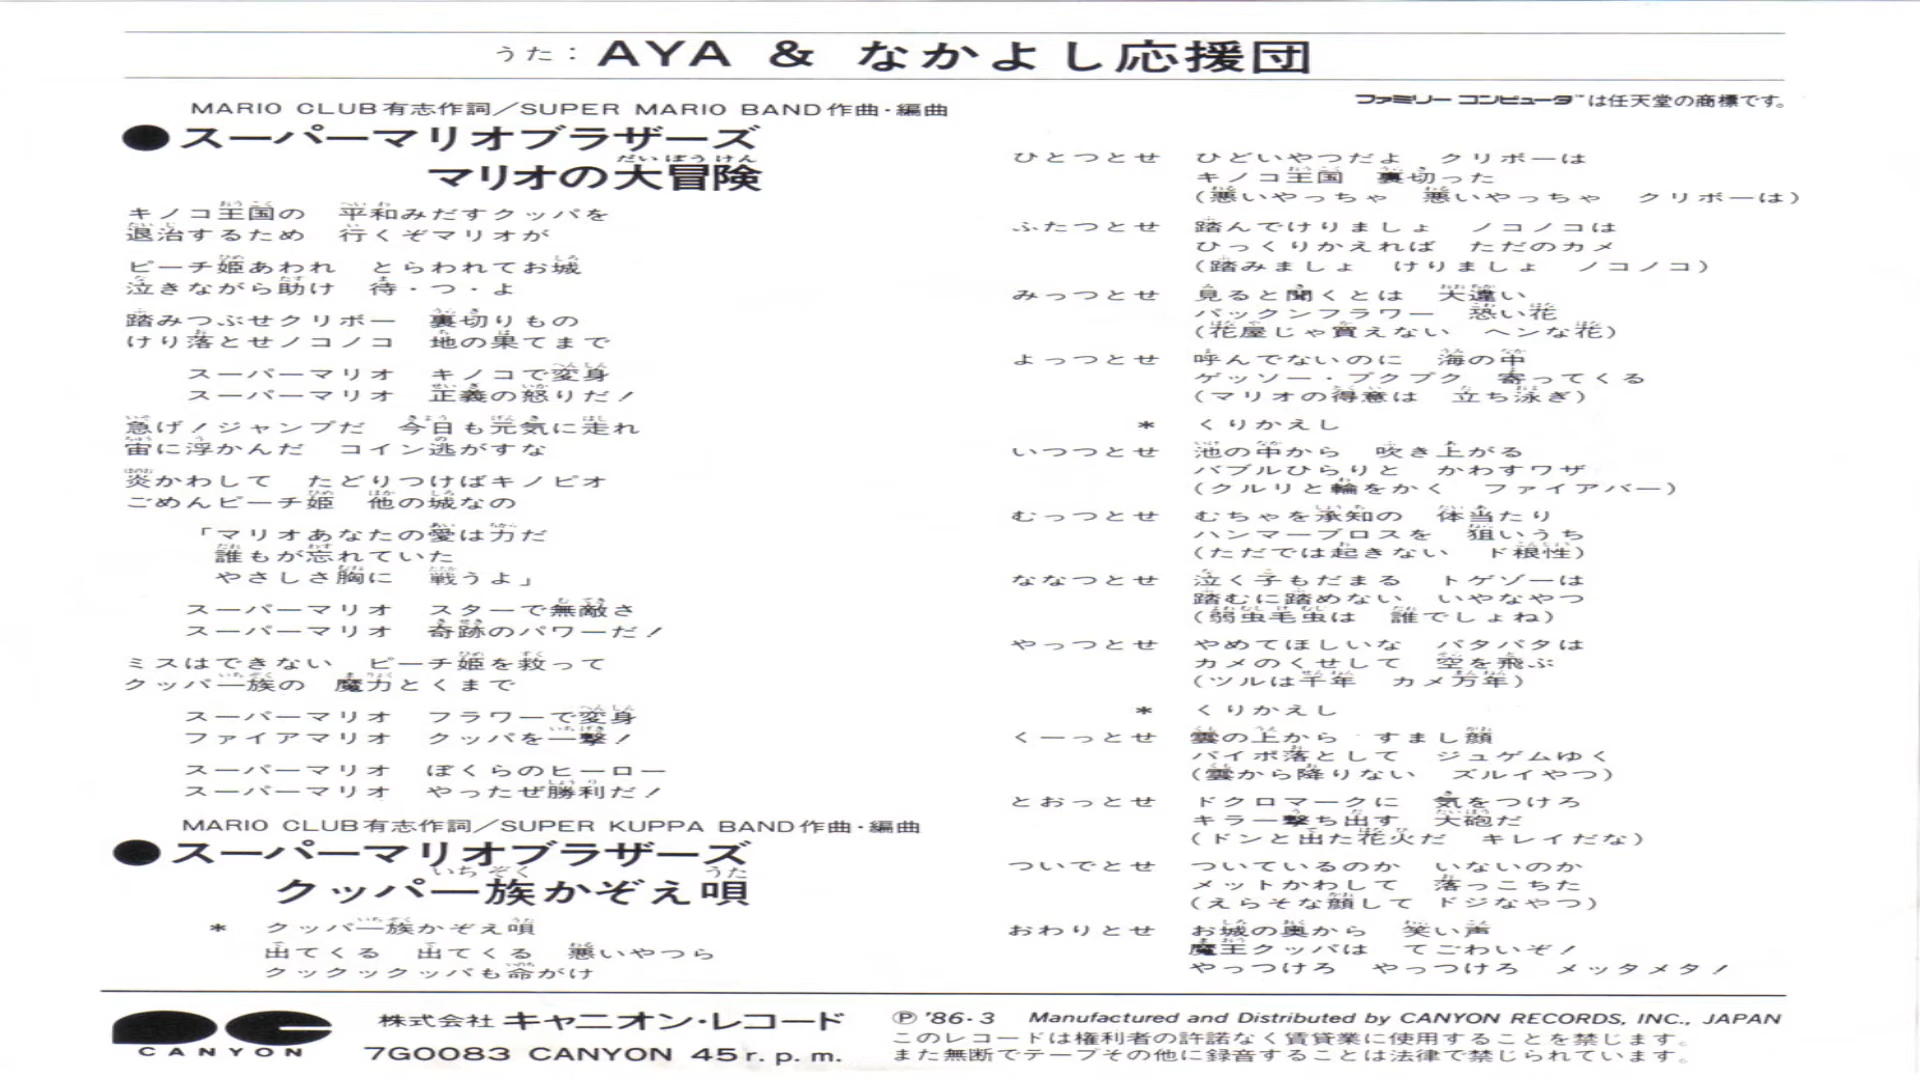 うた：AYA & なかよし応援団
ファミリーコンピュータ™は任天堂の商標です。
MARIO CLUB有志作詞／SUPER MARIO BAND作曲・編曲
●スーパーマリオブラザーズ
だいぼうけん
マリオの大冒険
キノコ王国の 平和みだすクッパを
退治するため 行くぞマリオが
ピーチ姫あわれ とらわれてお城
泣きながら助け 待・つ・よ
踏みつぶせクリボー 裏切りもの
けり落とせノコノコ 地の果てまで
スーパーマリオ キノコで変身
スーパーマリオ 正義の怒りだ！
急げ！ジャンプだ 今日も元気に走れ
宙に浮かんだ コイン逃がすな
炎かわして たどりつけばキノピオ
ごめんピーチ姫 他の城なの
「マリオあなたの愛は力だ
誰もが忘れていた
やさしさ胸に 戦うよ」
スーパーマリオ スターで無敵さ
スーパーマリオ 奇跡のパワーだ！
ミスはできない ピーチ姫を救って
クッパ一族の 魔力とくまで
スーパーマリオ フラワーで変身
ファイアマリオ クッパを一撃！
スーパーマリオ ぼくらのヒーロー
スーパーマリオ やったぜ勝利だ！
MARIO CLUB有志作詞／SUPER KUPPA BAND作曲・編曲
●スーパーマリオブラザーズ
いちぞく うた
クッパ一族かぞえ唄
＊ クッパ一族かぞえ唄
出てくる 出てくる 悪いやつら
クックックッパも命がけ
ひとつとせ ひどいやつだよ クリボーは
キノコ王国 裏切った
(悪いやっちゃ 悪いやっちゃ クリボーは)
ふたつとせ 踏んでけりましょ ノコノコは
ひっくりかえれば ただのカメ
(踏みましょ けりましょ ノコノコ)
みっつとせ 見ると聞くとは 大違い
パックンフラワー 恐い花
(花屋じゃ買えない ヘンな花)
よっつとせ 呼んでないのに 海の中
ゲッソー・プクプク 寄ってくる
(マリオの得意は 立ち泳ぎ)
＊ くりかえし
いつつとせ 池の中から 吹き上がる
バブルひらりと かわすワザ
(クルリと輪をかく ファイアバー)
むっつとせ むちゃを承知の 体当たり
ハンマーブロスを 狙いうち
(ただでは起きない ド根性)
ななつとせ 泣く子もだまる トゲゾーは
踏むに踏めない いやなやつ
(弱虫毛虫は 誰でしょね)
やっつとせ やめてほしいな パタパタは
カメのくせして 空を飛ぶ
(ツルは千年 カメ万年)
＊ くりかえし
くーっとせ 雲の上から すまし顔
パイポ落として ジュゲムゆく
(雲から降りない ズルイやつ)
とおっとせ ドクロマークに 気をつけろ
キラー撃ち出す 大砲だ
(ドンと出た花火だ キレイだな)
ついでとせ ついているのか いないのか
メットかわして 落っこちた
(えらそな顔して ドジなやつ)
おわりとせ お城の奥から 笑い声
魔王クッパは てごわいぞ！
やっつけろ やっつけろ メッタメタ！
CANYON
株式会社 キャニオン・レコード
7G0083 CANYON 45r.p.m.
Ⓟ '86・3 Manufactured and Distributed by CANYON RECORDS, INC., JAPAN
このレコードは権利者の許諾なく賃貸業に使用することを禁じます。
また無断でテープその他に録音することは法律で禁じられています。